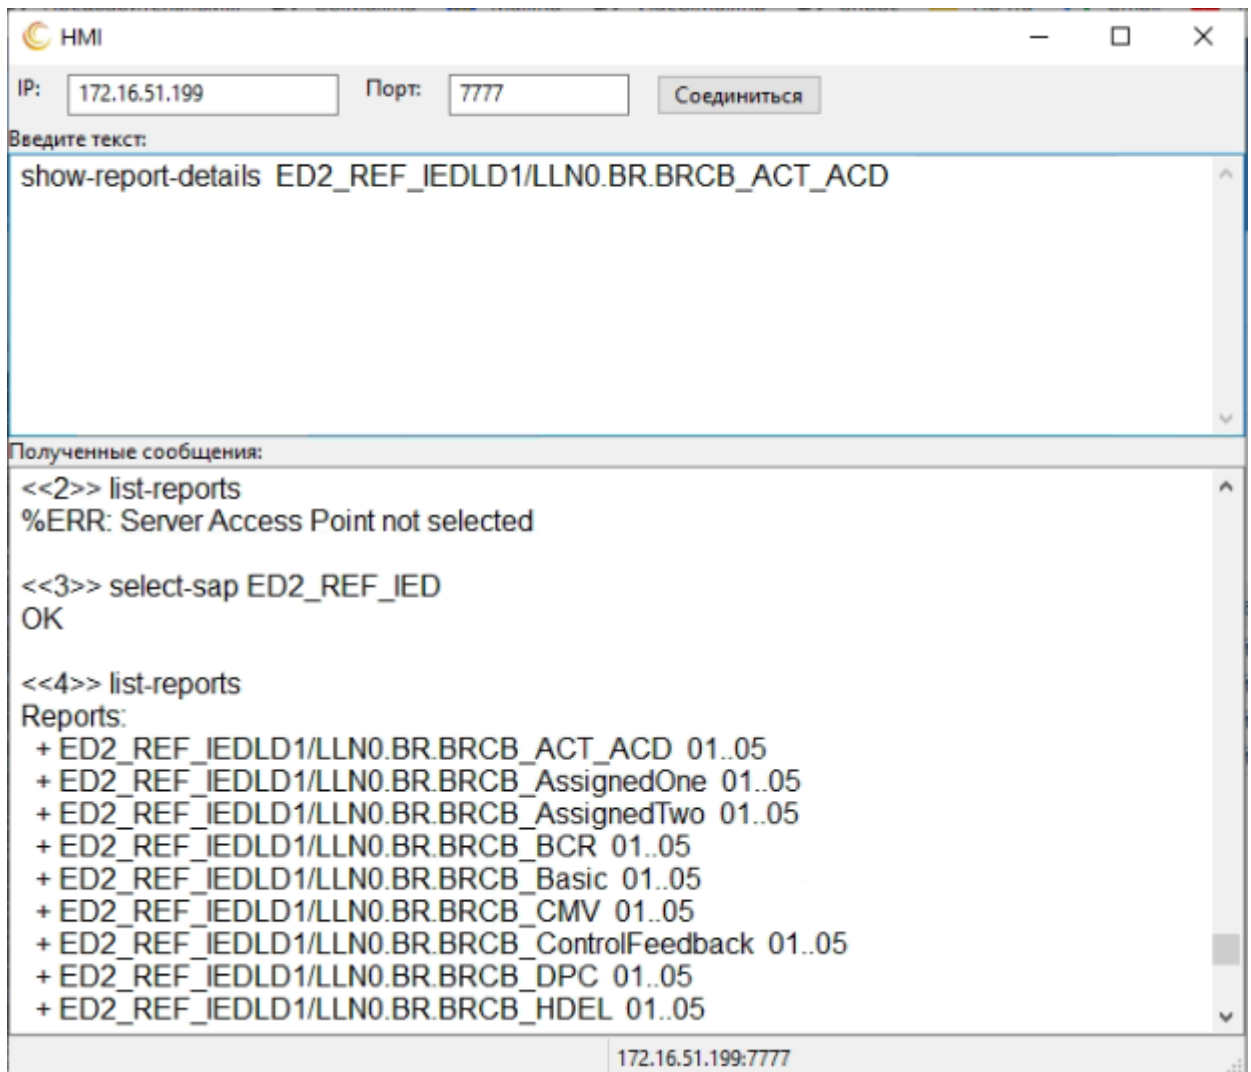 HMI
IP: 172.16.51.199 Порт: 7777 Соединиться
Введите текст:
show-report-details ED2_REF_IEDLD1/LLN0.BR.BRCB_ACT_ACD
Полученные сообщения:
<<2>> list-reports
%ERR: Server Access Point not selected
<<3>> select-sap ED2_REF_IED
OK
<<4>> list-reports
Reports:
+ ED2_REF_IEDLD1/LLN0.BR.BRCB_ACT_ACD 01..05
+ ED2_REF_IEDLD1/LLN0.BR.BRCB_AssignedOne 01..05
+ ED2_REF_IEDLD1/LLN0.BR.BRCB_AssignedTwo 01..05
+ ED2_REF_IEDLD1/LLN0.BR.BRCB_BCR 01..05
+ ED2_REF_IEDLD1/LLN0.BR.BRCB_Basic 01..05
+ ED2_REF_IEDLD1/LLN0.BR.BRCB_CMV 01..05
+ ED2_REF_IEDLD1/LLN0.BR.BRCB_ControlFeedback 01..05
+ ED2_REF_IEDLD1/LLN0.BR.BRCB_DPC 01..05
+ ED2_REF_IEDLD1/LLN0.BR.BRCB_HDEL 01..05
172.16.51.199:7777